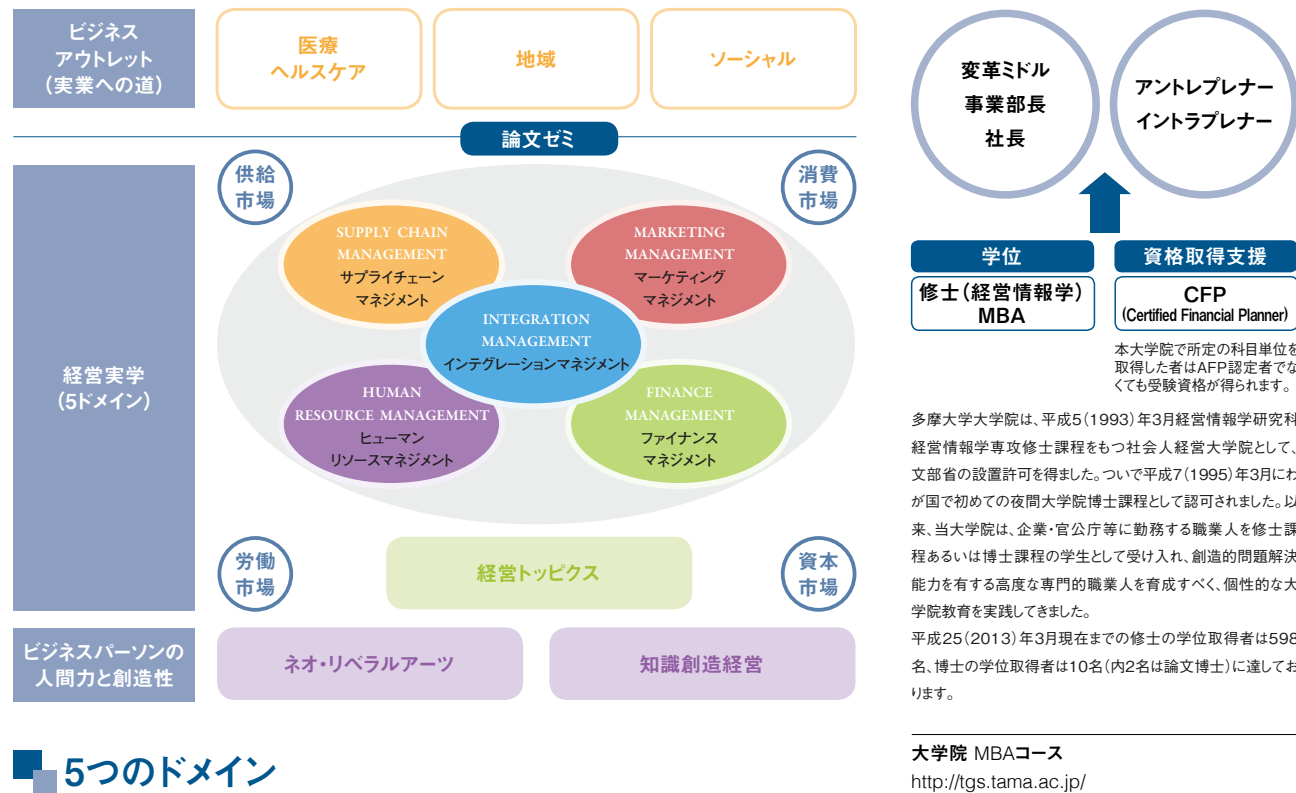 ビジネス
アウトレット
（実業への道）
医療
ヘルスケア
地域
ソーシャル
論文ゼミ
経営実学
（5ドメイン）
供給
市場
消費
市場
SUPPLY CHAIN
MANAGEMENT
サプライチェーン
マネジメント
MARKETING
MANAGEMENT
マーケティング
マネジメント
INTEGRATION
MANAGEMENT
インテグレーションマネジメント
HUMAN
RESOURCE MANAGEMENT
ヒューマン
リソースマネジメント
FINANCE
MANAGEMENT
ファイナンス
マネジメント
労働
市場
経営トッピクス
資本
市場
ビジネスパーソンの
人間力と創造性
ネオ・リベラルアーツ
知識創造経営
5つのドメイン
変革ミドル
事業部長
社長
アントレプレナー
イントラプレナー
学位
修士（経営情報学）
MBA
資格取得支援
CFP
(Certified Financial Planner)
本大学院で所定の科目単位を
取得した者はAFP認定者でな
くても受験資格が得られます。
多摩大学大学院は、平成5（1993）年3月経営情報学研究科
経営情報学専攻修士課程をもつ社会人経営大学院として、
文部省の設置許可を得ました。ついで平成7（1995）年3月にわ
が国で初めての夜間大学院博士課程として認可されました。以
来、当大学院は、企業・官公庁等に勤務する職業人を修士課
程あるいは博士課程の学生として受け入れ、創造的問題解決
能力を有する高度な専門的職業人を育成すべく、個性的な大
学院教育を実践してきました。
平成25（2013）年3月現在までの修士の学位取得者は598
名、博士の学位取得者は10名（内2名は論文博士）に達してお
ります。
大学院 MBAコース
http://tgs.tama.ac.jp/